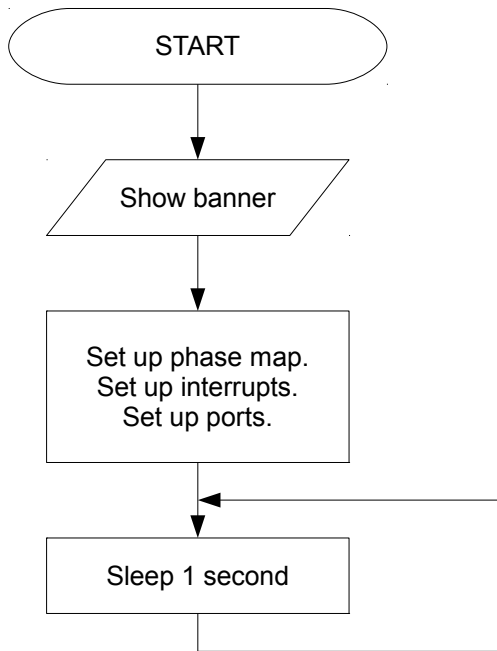 START
Show banner
Set up phase map.
Set up interrupts.
Set up ports.
Sleep 1 second